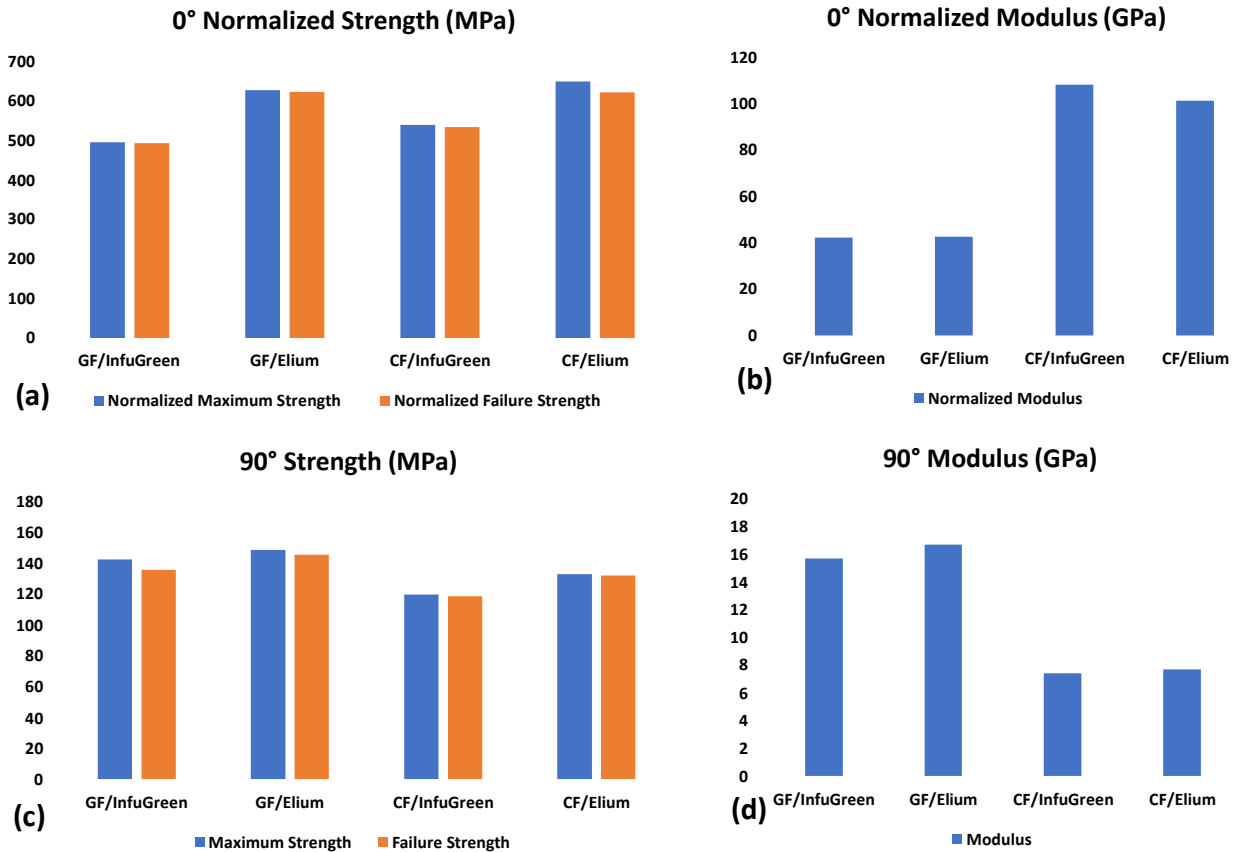 0° Normalized Strength (MPa)
700
600
500
400
300
200
100
0
GF/InfuGreen GF/Elium CF/InfuGreen CF/Elium
(a)
Normalized Maximum Strength Normalized Failure Strength
0° Normalized Modulus (GPa)
120
100
80
60
40
20
0
GF/InfuGreen GF/Elium CF/InfuGreen CF/Elium
(b)
Normalized Modulus
90° Strength (MPa)
180
160
140
120
100
80
60
40
20
0
GF/InfuGreen GF/Elium CF/InfuGreen CF/Elium
(c)
Maximum Strength Failure Strength
90° Modulus (GPa)
20
18
16
14
12
10
8
6
4
2
0
GF/InfuGreen GF/Elium CF/InfuGreen CF/Elium
(d)
Modulus